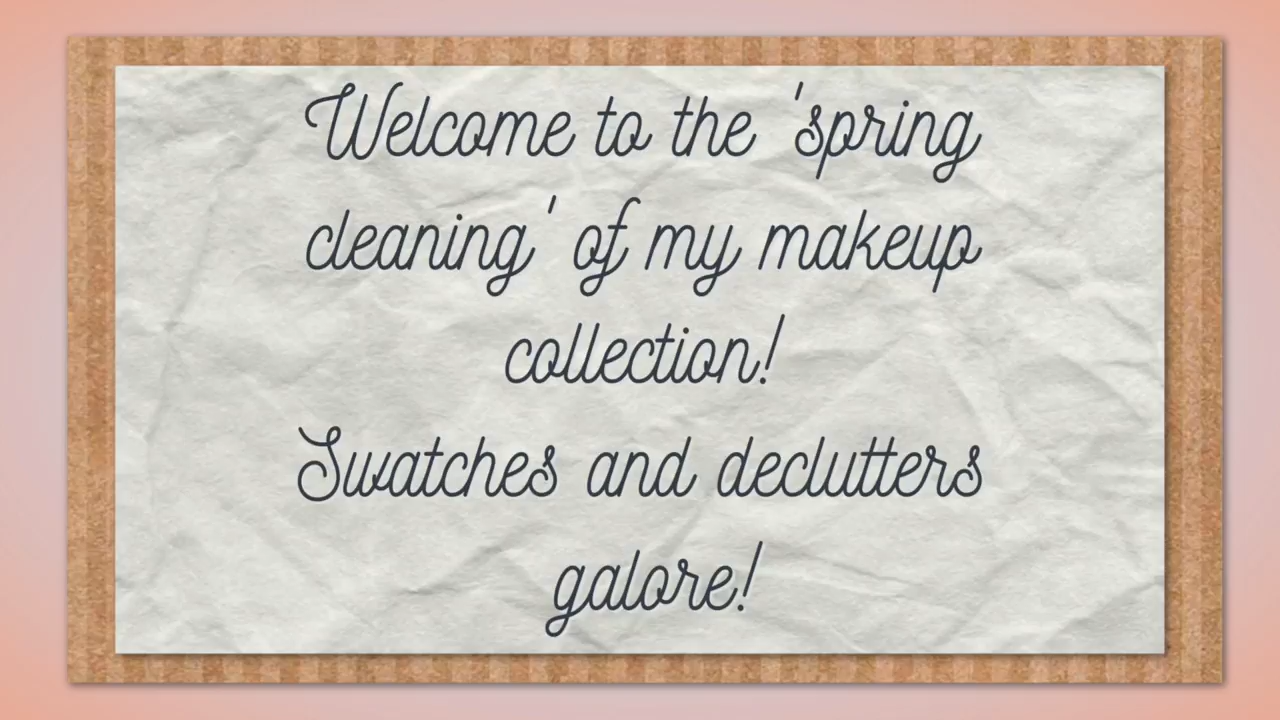 Welcome to the 'spring
cleaning' of my makeup
collection!
Swatches and declutters
galore!